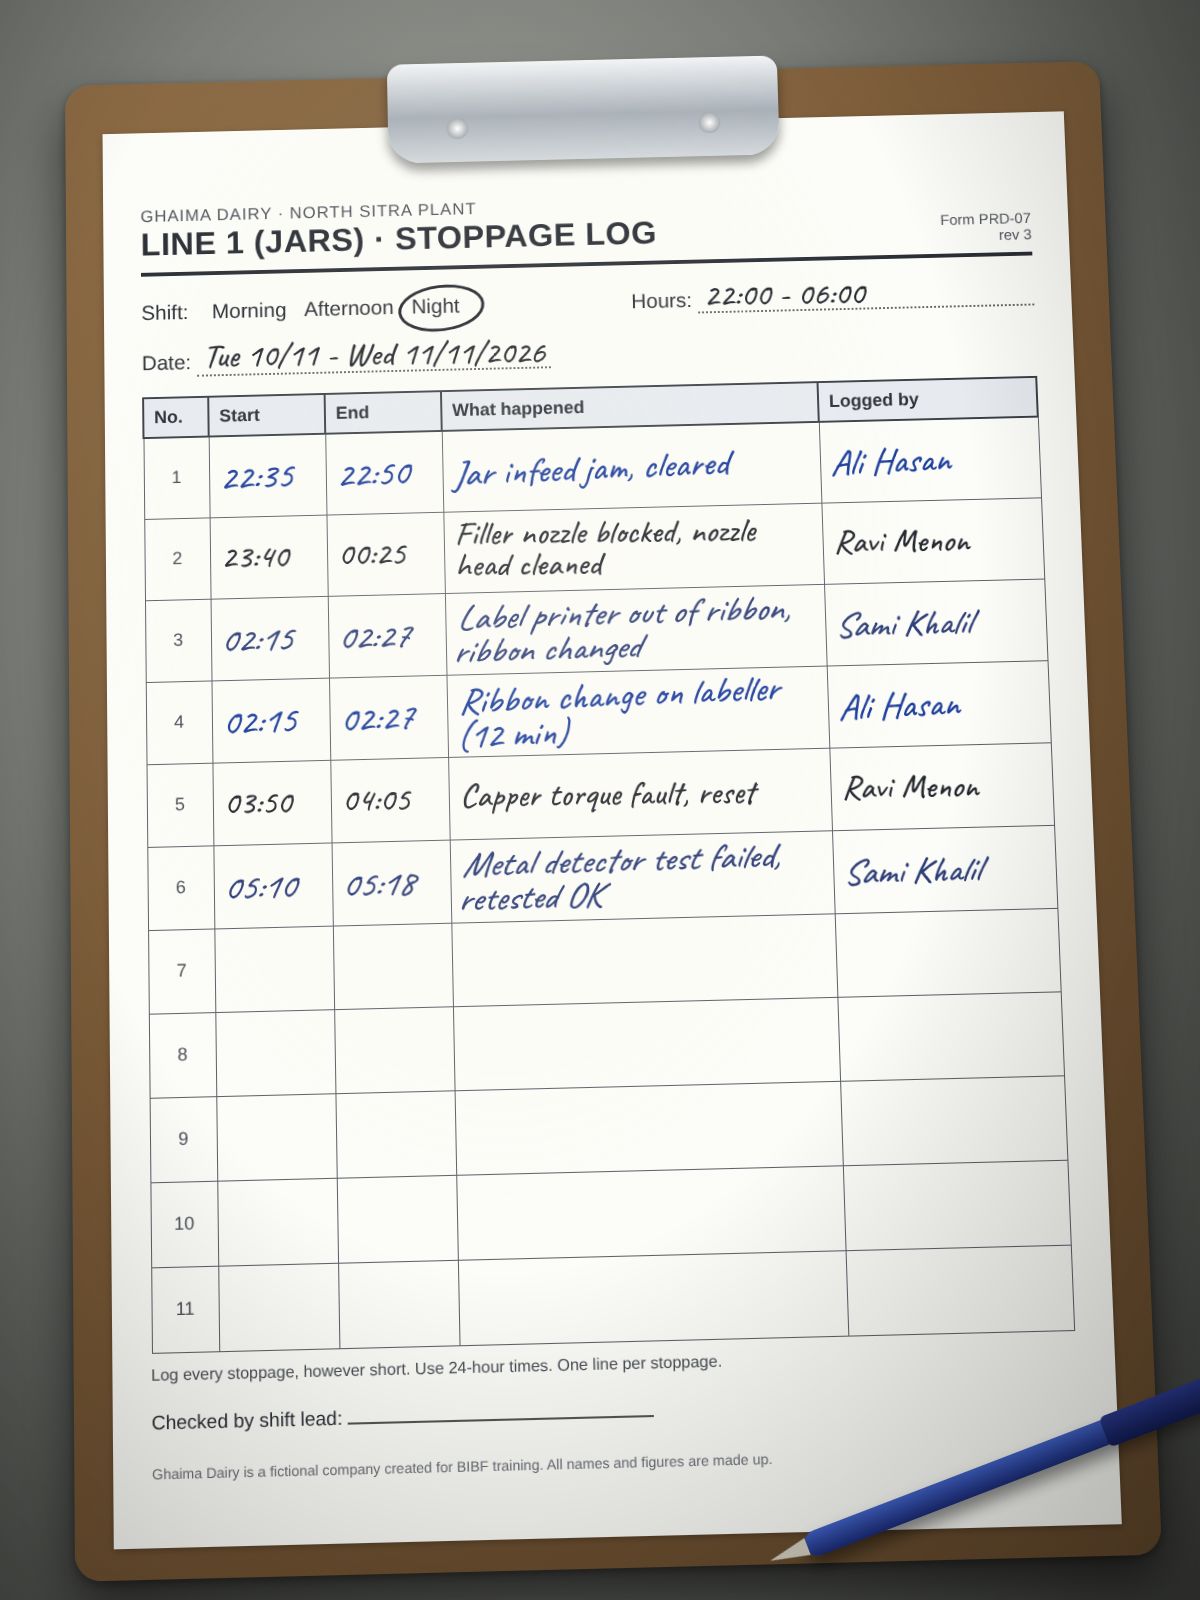 GHAIMA DAIRY · NORTH SITRA PLANT
LINE 1 (JARS) · STOPPAGE LOG
Form PRD-07
rev 3
Shift: Morning Afternoon Night
Hours: 22:00 - 06:00
Date: Tue 10/11 - Wed 11/11/2026
No. Start End What happened Logged by
1 22:35 22:50 Jar infeed jam, cleared Ali Hasan
2 23:40 00:25 Filler nozzle blocked, nozzle
head cleaned Ravi Menon
3 02:15 02:27 Label printer out of ribbon,
ribbon changed Sami Khalil
4 02:15 02:27 Ribbon change on labeller
(12 min) Ali Hasan
5 03:50 04:05 Capper torque fault, reset Ravi Menon
6 05:10 05:18 Metal detector test failed,
retested OK Sami Khalil
7
8
9
10
11
Log every stoppage, however short. Use 24-hour times. One line per stoppage.
Checked by shift lead:
Ghaima Dairy is a fictional company created for BIBF training. All names and figures are made up.